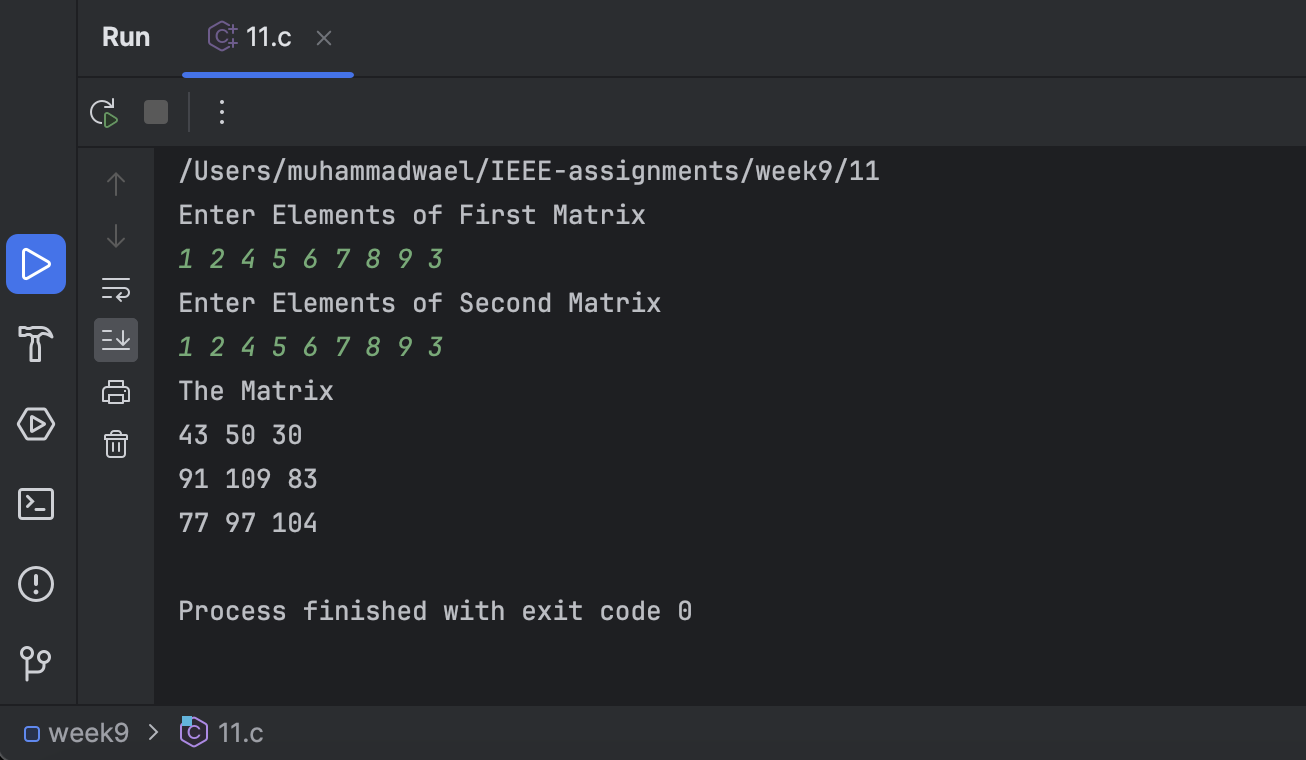 Run 11.c
/Users/muhammadwael/IEEE-assignments/week9/11
Enter Elements of First Matrix
1 2 4 5 6 7 8 9 3
Enter Elements of Second Matrix
1 2 4 5 6 7 8 9 3
The Matrix
43 50 30
91 109 83
77 97 104
Process finished with exit code 0
week9 > 11.c